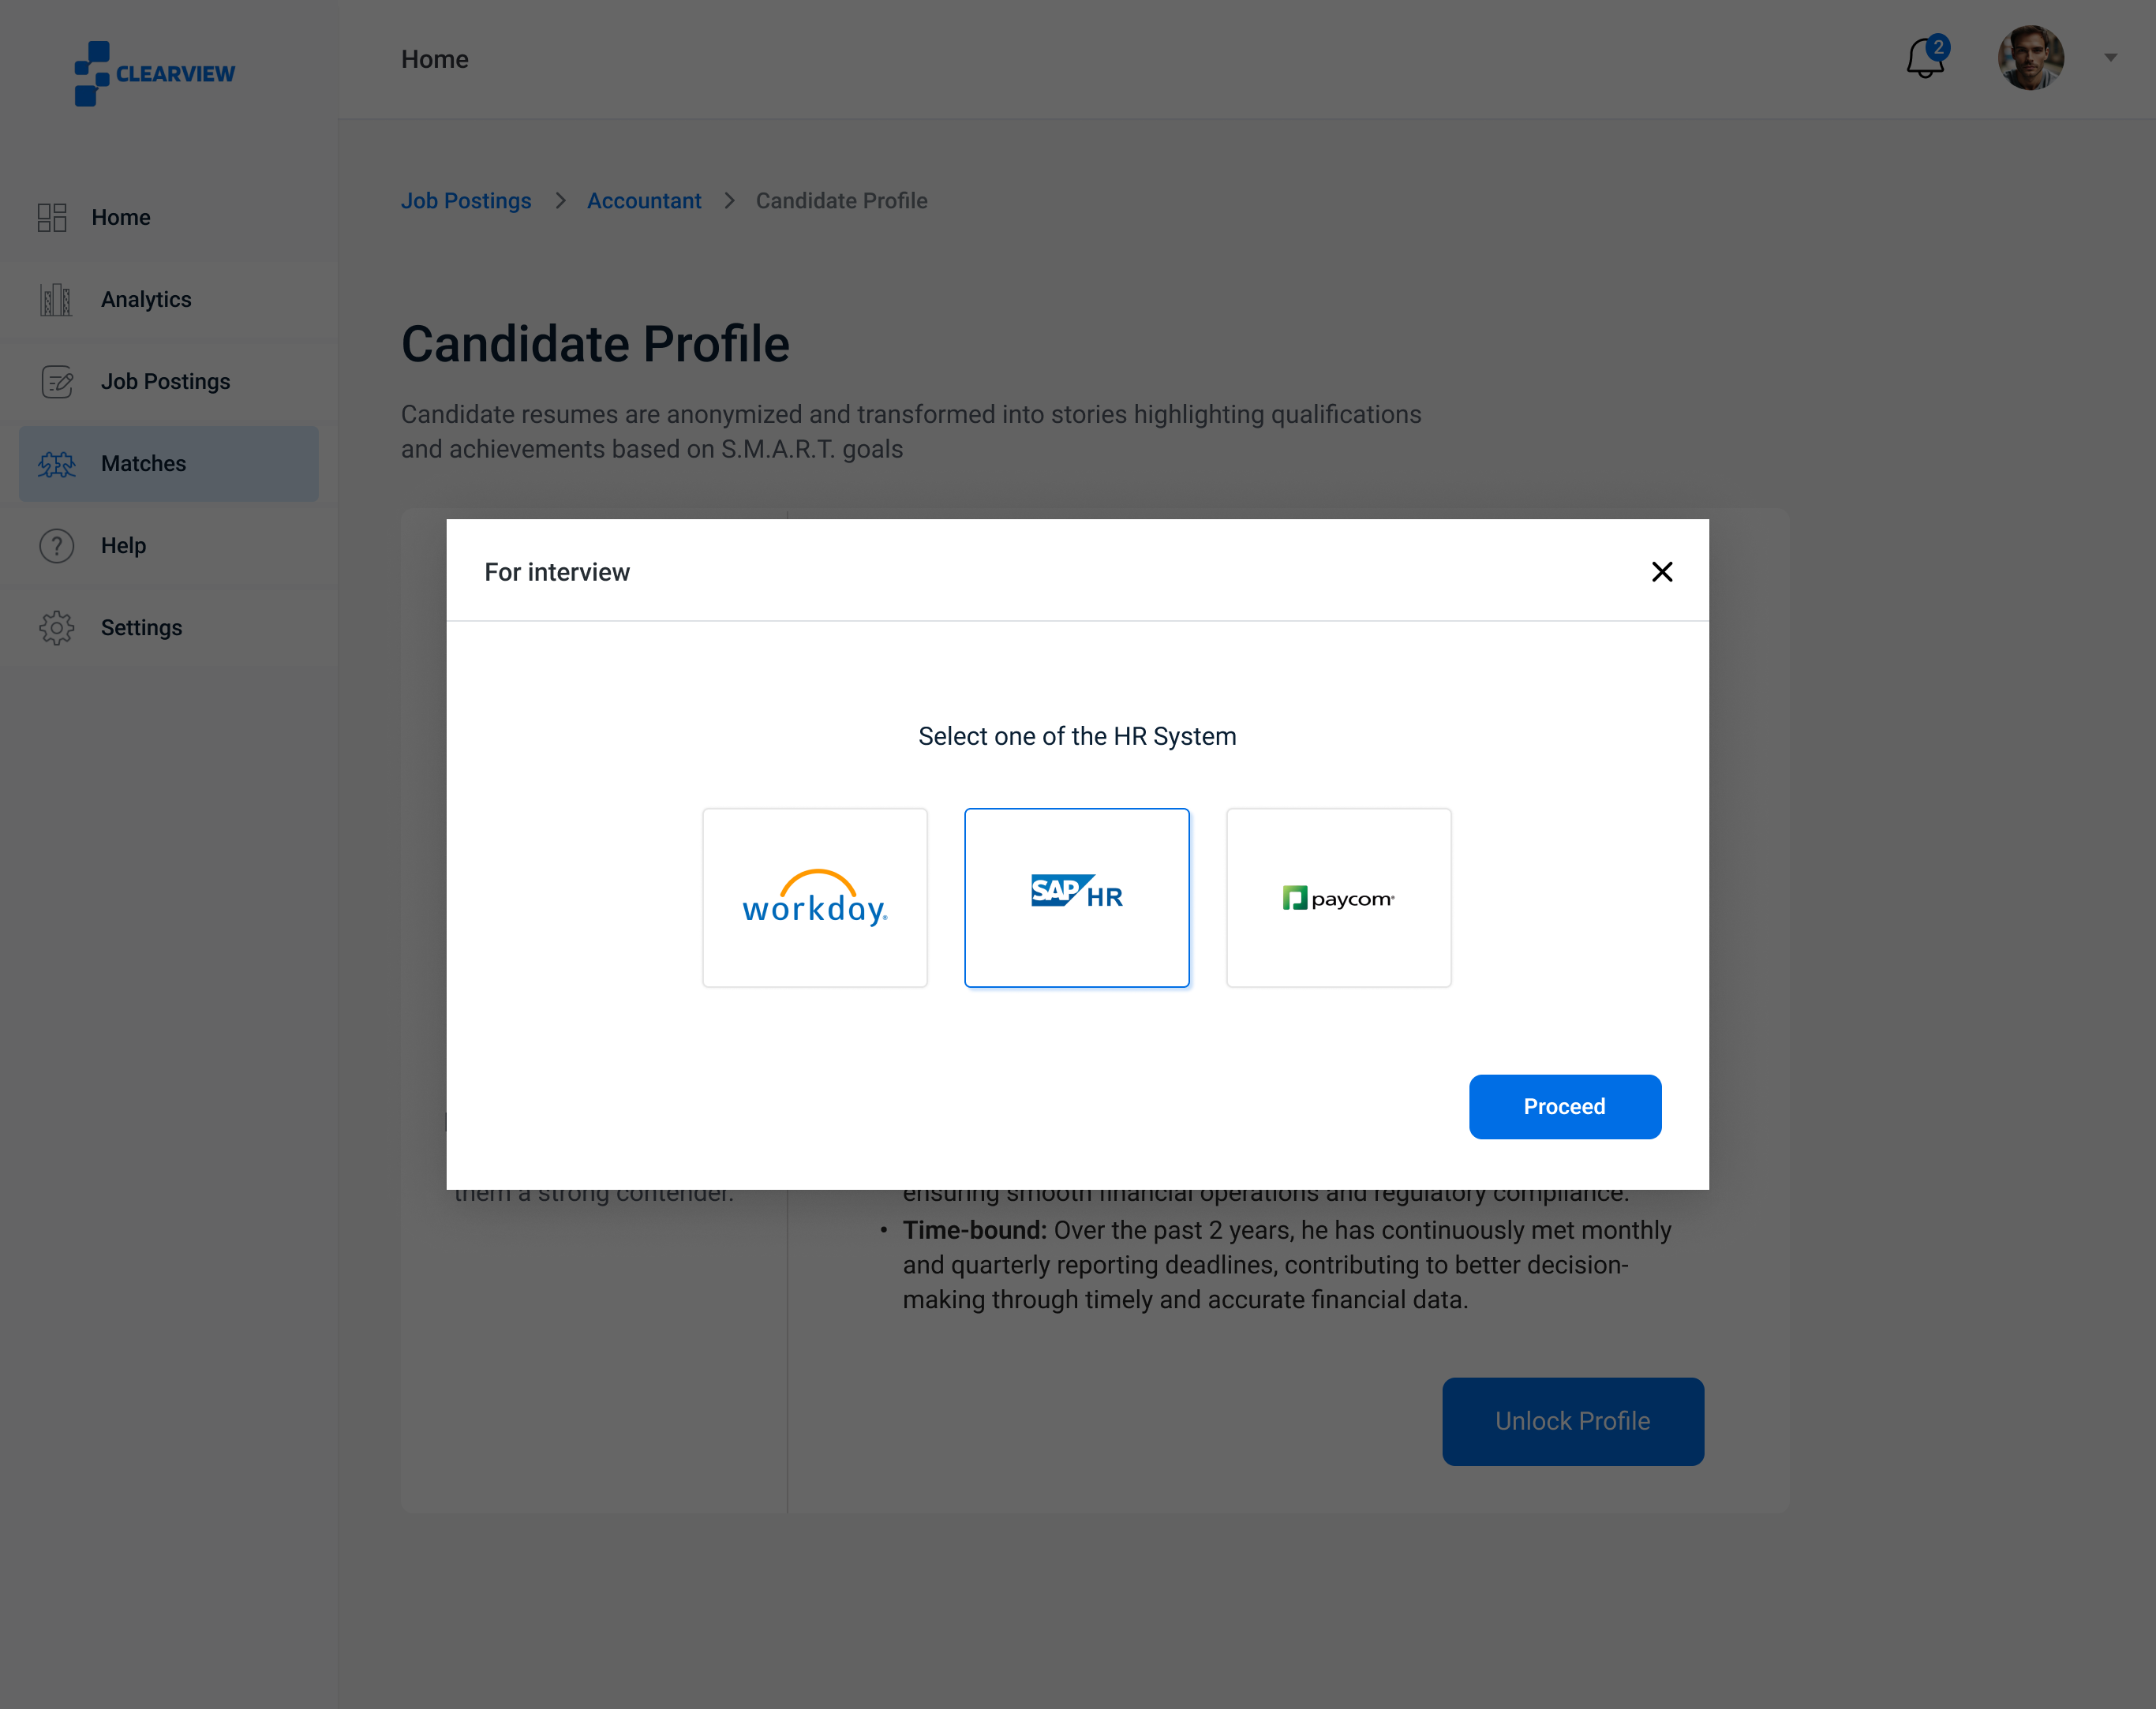 CLEARVIEW
Home
2
Home
Analytics
Job Postings
Matches
? Help
Settings
Job Postings > Accountant > Candidate Profile
Candidate Profile
Candidate resumes are anonymized and transformed into stories highlighting qualifications
and achievements based on S.M.A.R.T. goals
For interview
Select one of the HR System
workday®
SAP HR
paycom®
Proceed
them a strong contender.
ensuring smooth financial operations and regulatory compliance.
• Time-bound: Over the past 2 years, he has continuously met monthly
and quarterly reporting deadlines, contributing to better decision-
making through timely and accurate financial data.
Unlock Profile